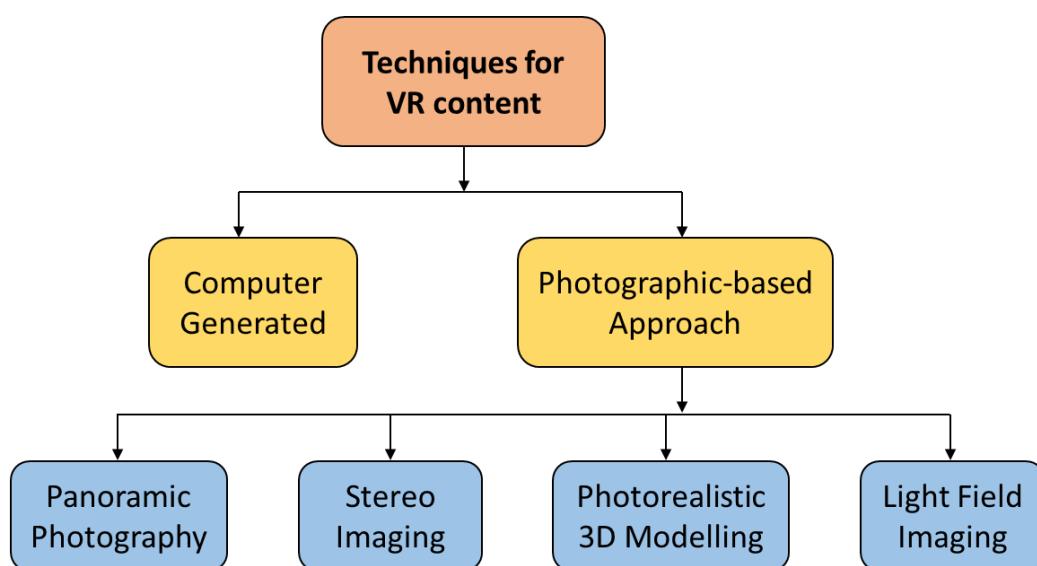 Techniques for
VR content
Computer
Generated
Photographic-based
Approach
Panoramic
Photography
Stereo
Imaging
Photorealistic
3D Modelling
Light Field
Imaging